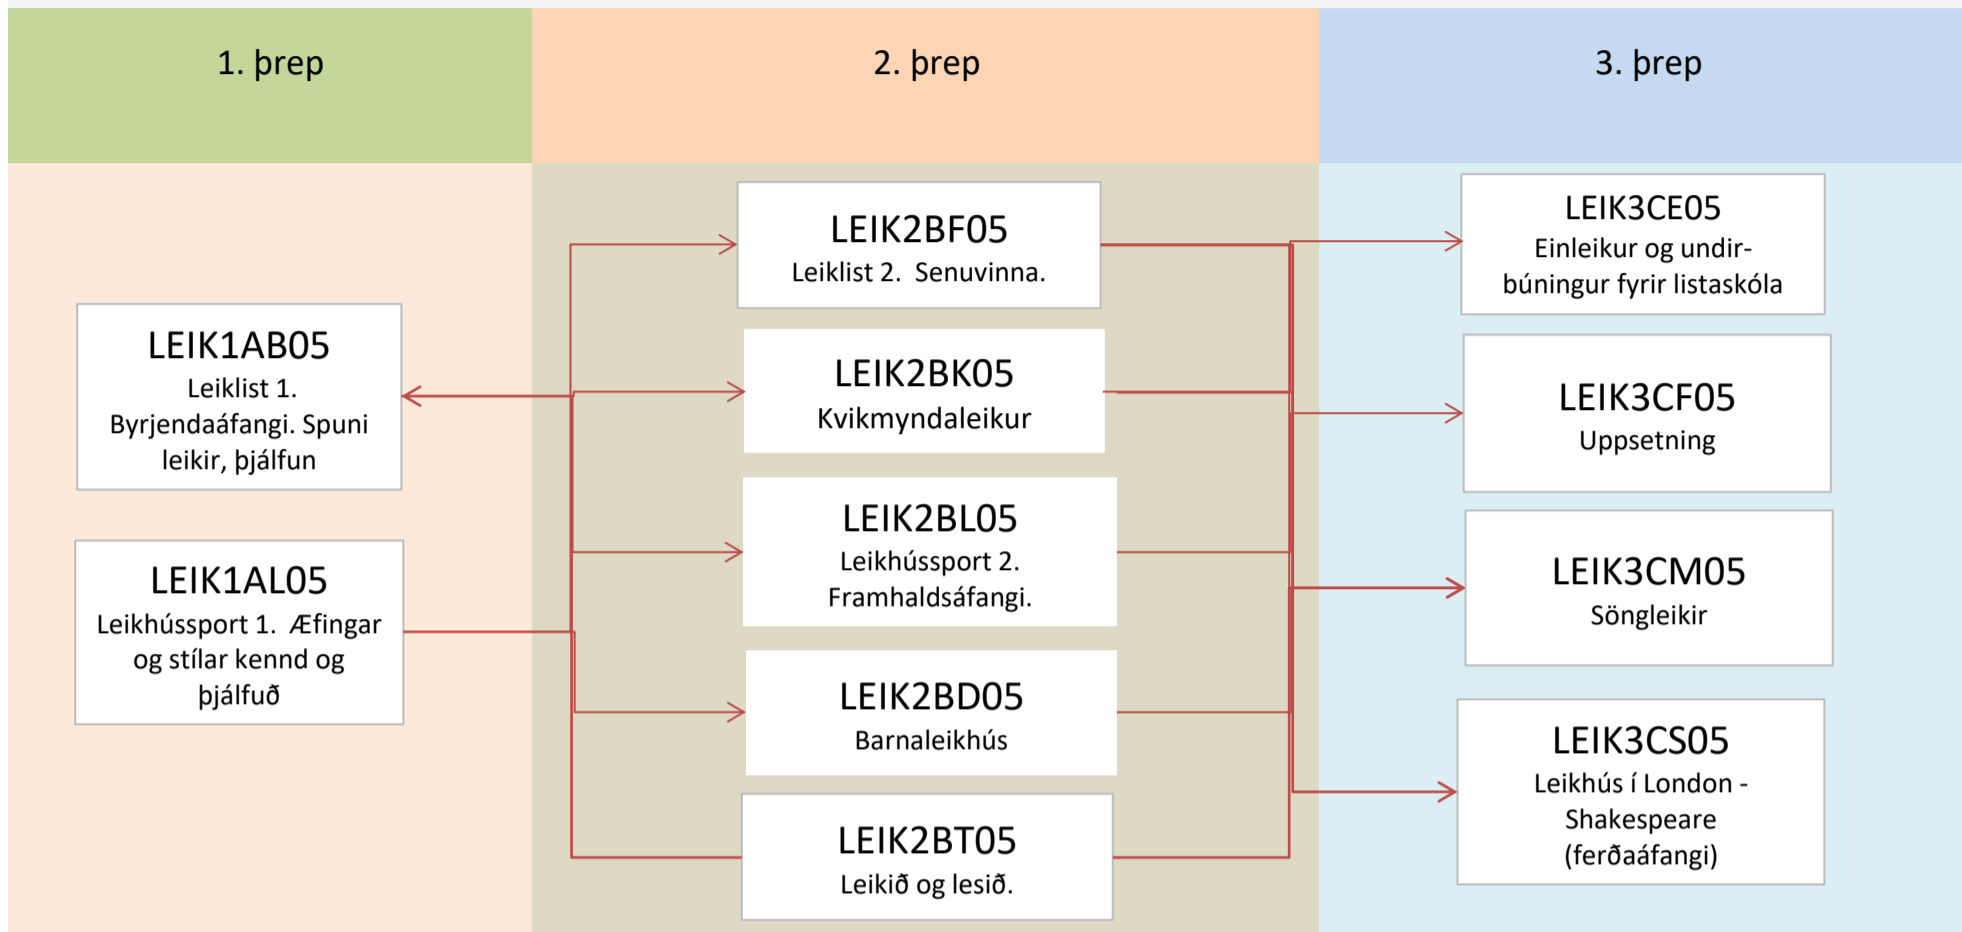 1. þrep
2. þrep
3. þrep
LEIK1AB05
Leiklist 1.
Byrjendaáfangi. Spuni
leikir, þjálfun
LEIK1AL05
Leikhússport 1. Æfingar
og stílar kennd og
þjálfuð
LEIK2BF05
Leiklist 2. Senuvinna.
LEIK2BK05
Kvikmyndaleikur
LEIK2BL05
Leikhússport 2.
Framhaldsáfangi.
LEIK2BD05
Barnaleikhús
LEIK2BT05
Leikið og lesið.
LEIK3CE05
Einleikur og undir-
búningur fyrir listaskóla
LEIK3CF05
Uppsetning
LEIK3CM05
Söngleikir
LEIK3CS05
Leikhús í London -
Shakespeare
(ferðaáfangi)